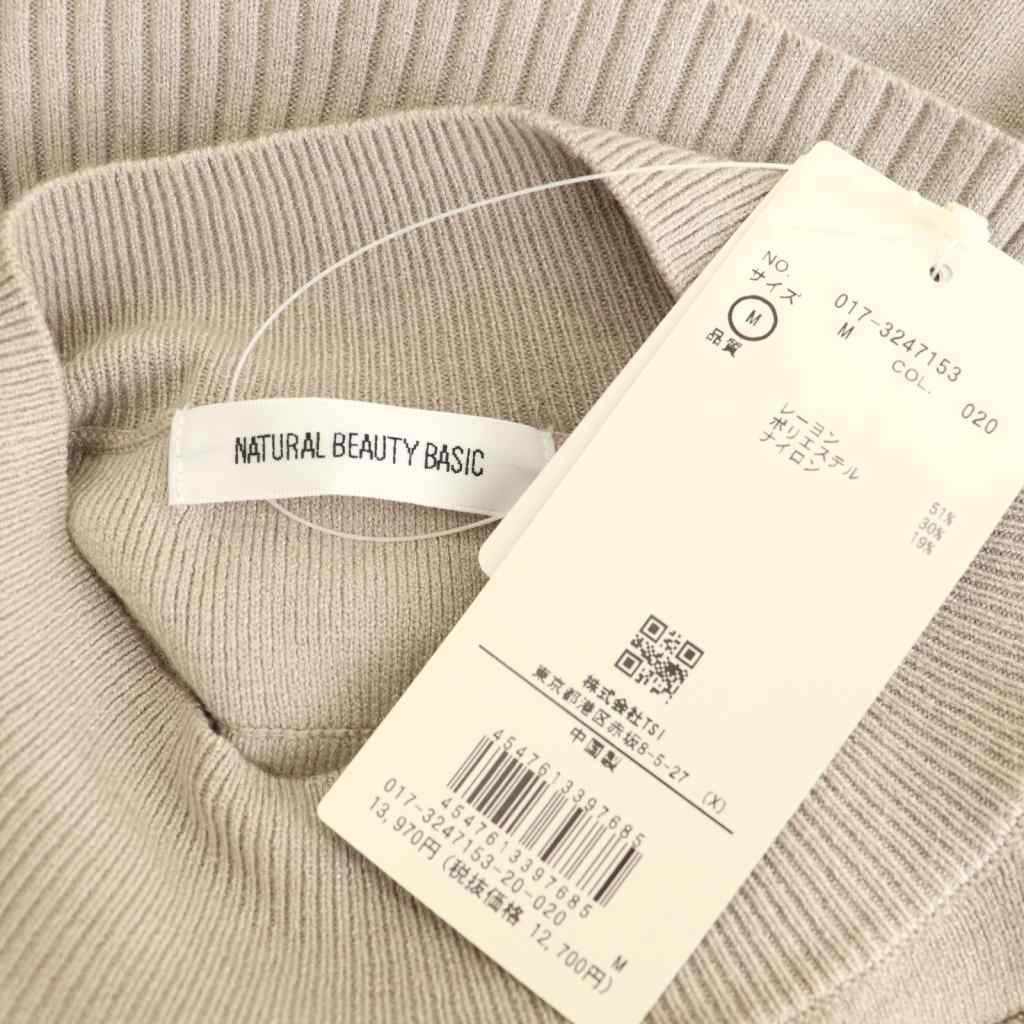 NATURAL BEAUTY BASIC
NO. 017-3247153
サイズ M COL. 020
M
品質
レーヨン 51%
ポリエステル 30%
ナイロン 19%
株式会社TSI
東京都港区赤坂8-5-27
中国製 (X)
4547613397685
4547613397685
017-3247153-20-020 M
13,970円(税抜価格 12,700円)